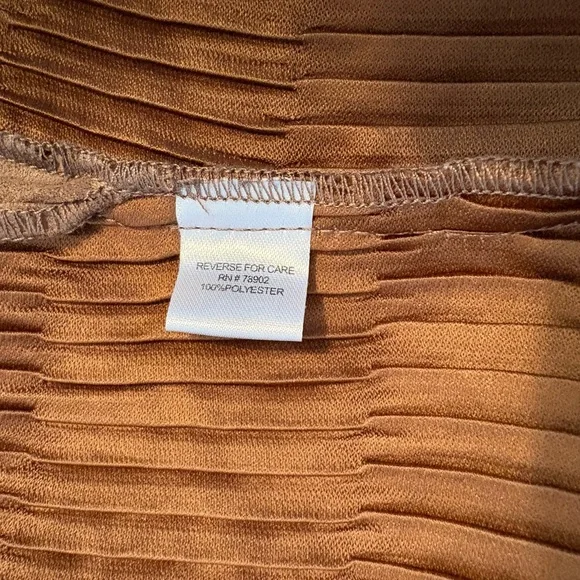 REVERSE FOR CARE
RN # 78902
100%POLYESTER